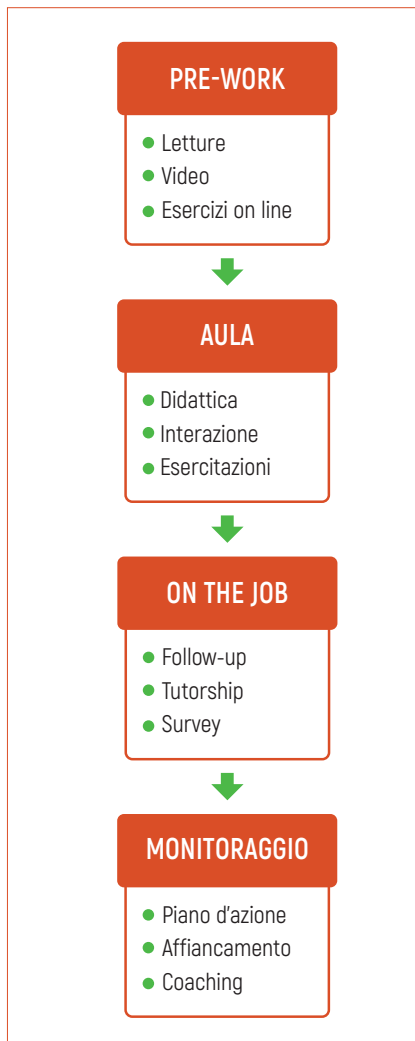 PRE-WORK
Letture
Video
Esercizi on line
AULA
Didattica
Interazione
Esercitazioni
ON THE JOB
Follow-up
Tutorship
Survey
MONITORAGGIO
Piano d'azione
Affiancamento
Coaching